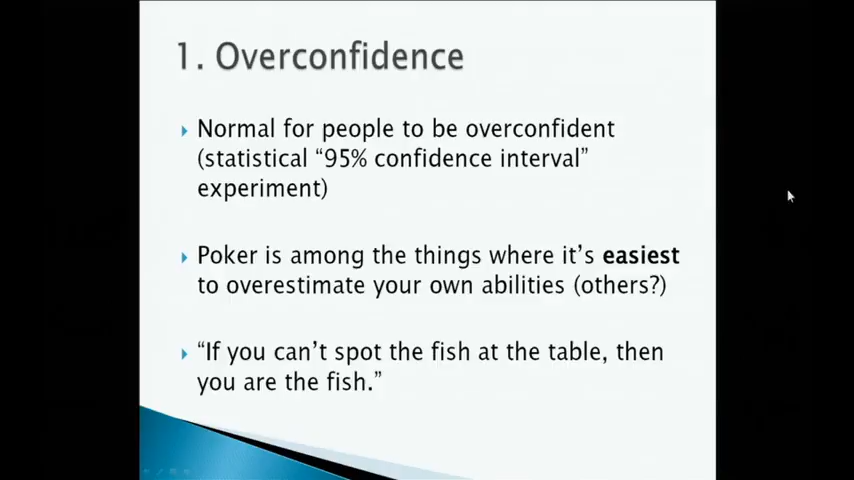 1. Overconfidence
Normal for people to be overconfident
(statistical “95% confidence interval”
experiment)
Poker is among the things where it’s easiest
to overestimate your own abilities (others?)
“If you can’t spot the fish at the table, then
you are the fish.”